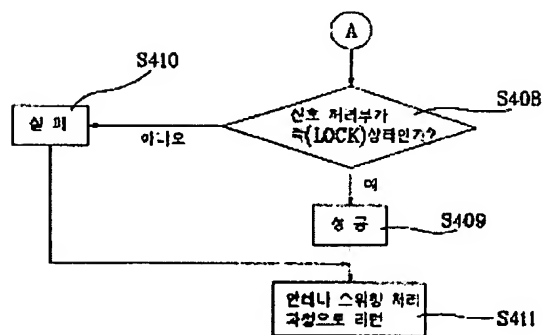 A
S410
S408
신호 처리부가
락(LOCK)상태인가?
실 패
아니오
예
성 공
S409
안테나 스위칭 처리
과정으로 리턴
S411